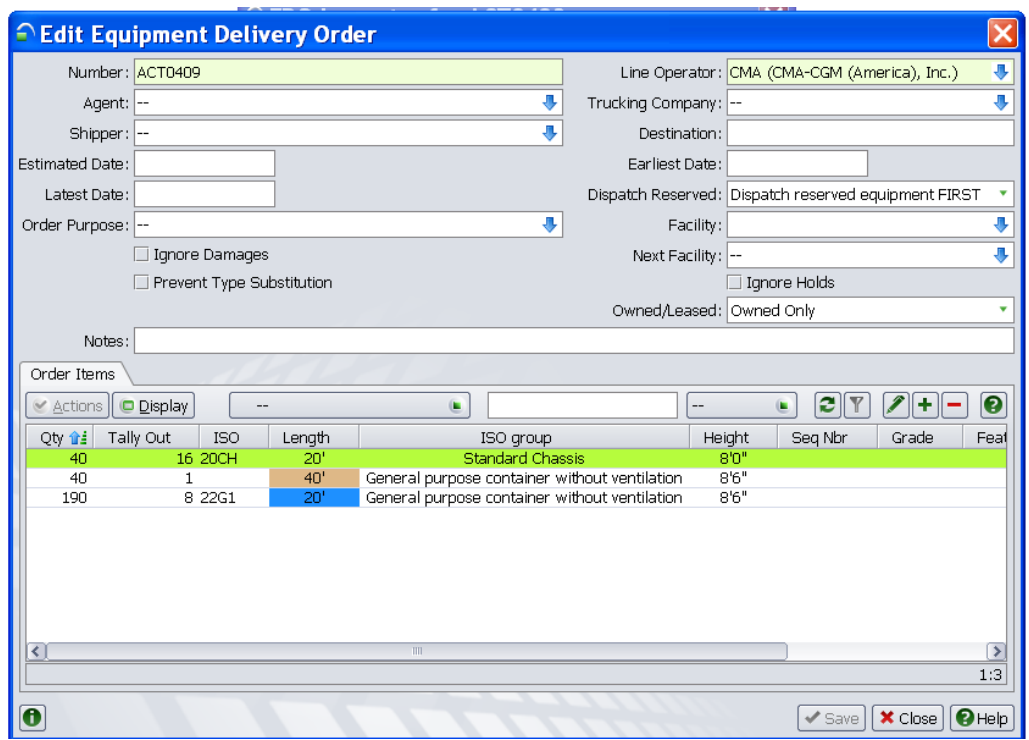 Edit Equipment Delivery Order
Number: ACT0409 Line Operator: CMA (CMA-CGM (America), Inc.)
Agent: -- Trucking Company: --
Shipper: -- Destination:
Estimated Date: Earliest Date:
Latest Date: Dispatch Reserved: Dispatch reserved equipment FIRST
Order Purpose: -- Facility:
Ignore Damages Next Facility: --
Prevent Type Substitution Ignore Holds
Owned/Leased: Owned Only
Notes:
Order Items
Actions Display -- --
Qty Tally Out ISO Length ISO group Height Seq Nbr Grade Feat
40 16 20CH 20' Standard Chassis 8'0"
40 1 40' General purpose container without ventilation 8'6"
190 8 22G1 20' General purpose container without ventilation 8'6"
1:3
Save Close Help